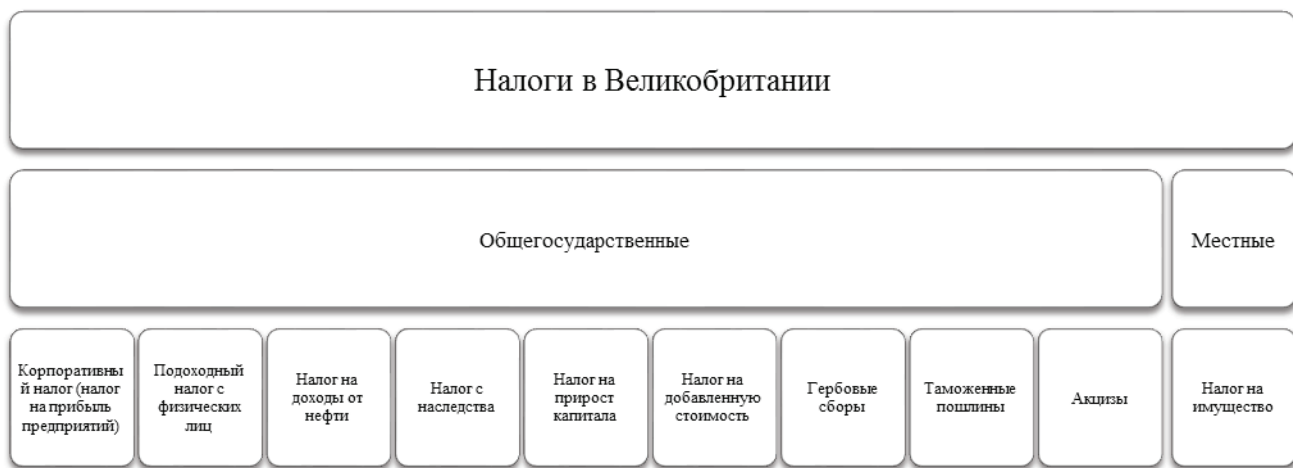 Налоги в Великобритании
Общегосударственные
Местные
Корпоративны
й налог (налог
на прибыль
предприятий)
Подоходный
налог с
физических
лиц
Налог на
доходы от
нефти
Налог с
наследства
Налог на
прирост
капитала
Налог на
добавленную
стоимость
Гербовые
сборы
Таможенные
пошлины
Акцизы
Налог на
имущество